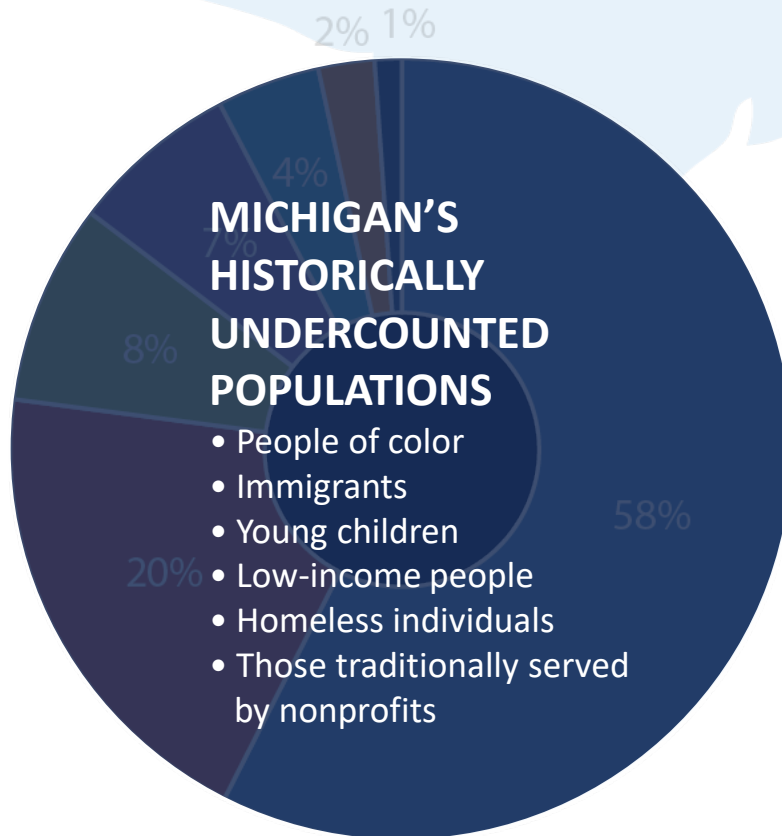 2% 1%
4%
MICHIGAN'S
7%
HISTORICALLY
UNDERCOUNTED
8%
POPULATIONS
• People of color
• Immigrants
• Young children
58%
20%
• Low-income people
• Homeless individuals
• Those traditionally served
by nonprofits